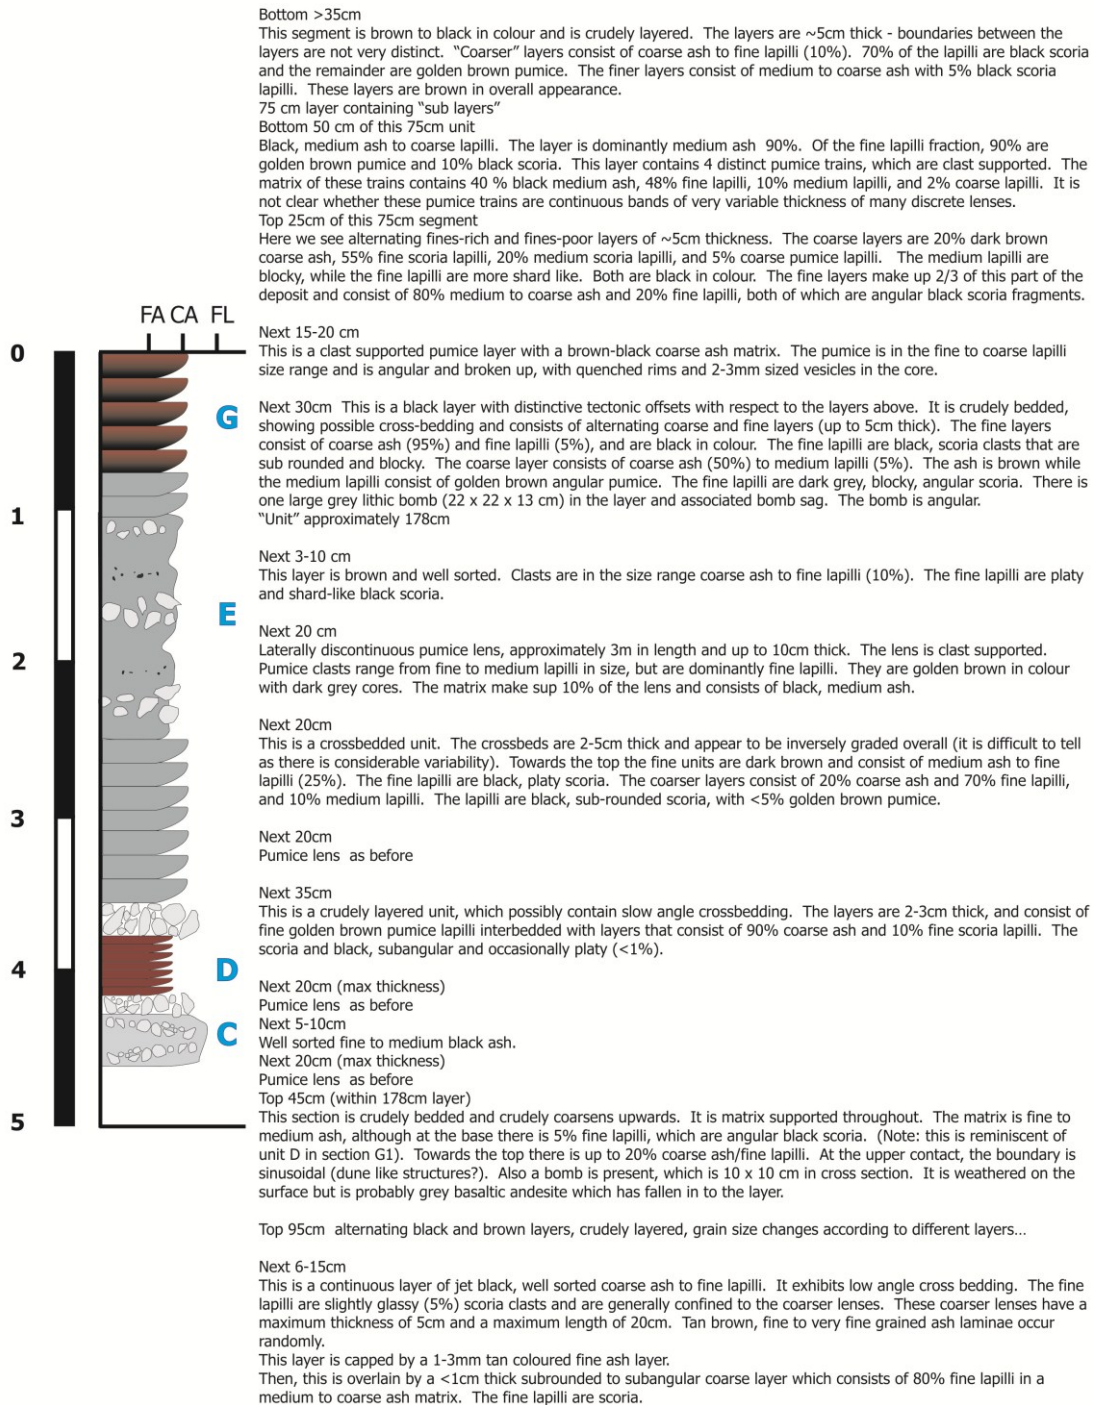 Bottom >35cm
This segment is brown to black in colour and is crudely layered.  The layers are ~5cm thick - boundaries between the
layers are not very distinct.  “Coarser” layers consist of coarse ash to fine lapilli (10%).  70% of the lapilli are black scoria
and the remainder are golden brown pumice.  The finer layers consist of medium to coarse ash with 5% black scoria
lapilli.  These layers are brown in overall appearance.
75 cm layer containing “sub layers”
Bottom 50 cm of this 75cm unit
Black, medium ash to coarse lapilli.  The layer is dominantly medium ash  90%.  Of the fine lapilli fraction, 90% are
golden brown pumice and 10% black scoria.  This layer contains 4 distinct pumice trains, which are clast supported.  The
matrix of these trains contains 40 % black medium ash, 48% fine lapilli, 10% medium lapilli, and 2% coarse lapilli.  It is
not clear whether these pumice trains are continuous bands of very variable thickness of many discrete lenses.
Top 25cm of this 75cm segment
Here we see alternating fines-rich and fines-poor layers of ~5cm thickness.  The coarse layers are 20% dark brown
coarse ash, 55% fine scoria lapilli, 20% medium scoria lapilli, and 5% coarse pumice lapilli.   The medium lapilli are
blocky, while the fine lapilli are more shard like.  Both are black in colour.  The fine layers make up 2/3 of this part of the
deposit and consist of 80% medium to coarse ash and 20% fine lapilli, both of which are angular black scoria fragments.
FA CA FL
Next 15-20 cm
This is a clast supported pumice layer with a brown-black coarse ash matrix.  The pumice is in the fine to coarse lapilli
size range and is angular and broken up, with quenched rims and 2-3mm sized vesicles in the core.
Next 30cm  This is a black layer with distinctive tectonic offsets with respect to the layers above.  It is crudely bedded,
showing possible cross-bedding and consists of alternating coarse and fine layers (up to 5cm thick).  The fine layers
consist of coarse ash (95%) and fine lapilli (5%), and are black in colour.  The fine lapilli are black, scoria clasts that are
sub rounded and blocky.  The coarse layer consists of coarse ash (50%) to medium lapilli (5%).  The ash is brown while
the medium lapilli consist of golden brown angular pumice.  The fine lapilli are dark grey, blocky, angular scoria.  There is
one large grey lithic bomb (22 x 22 x 13 cm) in the layer and associated bomb sag.  The bomb is angular.
“Unit” approximately 178cm
Next 3-10 cm
This layer is brown and well sorted.  Clasts are in the size range coarse ash to fine lapilli (10%).  The fine lapilli are platy
and shard-like black scoria.
Next 20 cm
Laterally discontinuous pumice lens, approximately 3m in length and up to 10cm thick.  The lens is clast supported.
Pumice clasts range from fine to medium lapilli in size, but are dominantly fine lapilli.  They are golden brown in colour
with dark grey cores.  The matrix make sup 10% of the lens and consists of black, medium ash.
Next 20cm
This is a crossbedded unit.  The crossbeds are 2-5cm thick and appear to be inversely graded overall (it is difficult to tell
as there is considerable variability).  Towards the top the fine units are dark brown and consist of medium ash to fine
lapilli (25%).  The fine lapilli are black, platy scoria.  The coarser layers consist of 20% coarse ash and 70% fine lapilli,
and 10% medium lapilli.  The lapilli are black, sub-rounded scoria, with <5% golden brown pumice.
Next 20cm
Pumice lens  as before
Next 35cm
This is a crudely layered unit, which possibly contain slow angle crossbedding.  The layers are 2-3cm thick, and consist of
fine golden brown pumice lapilli interbedded with layers that consist of 90% coarse ash and 10% fine scoria lapilli.  The
scoria and black, subangular and occasionally platy (<1%).
Next 20cm (max thickness)
Pumice lens  as before
Next 5-10cm
Well sorted fine to medium black ash.
Next 20cm (max thickness)
Pumice lens  as before
Top 45cm (within 178cm layer)
This section is crudely bedded and crudely coarsens upwards.  It is matrix supported throughout.  The matrix is fine to
medium ash, although at the base there is 5% fine lapilli, which are angular black scoria.  (Note: this is reminiscent of
unit D in section G1).  Towards the top there is up to 20% coarse ash/fine lapilli.  At the upper contact, the boundary is
sinusoidal (dune like structures?).  Also a bomb is present, which is 10 x 10 cm in cross section.  It is weathered on the
surface but is probably grey basaltic andesite which has fallen in to the layer.
Top 95cm  alternating black and brown layers, crudely layered, grain size changes according to different layers…
Next 6-15cm
This is a continuous layer of jet black, well sorted coarse ash to fine lapilli.  It exhibits low angle cross bedding.  The fine
lapilli are slightly glassy (5%) scoria clasts and are generally confined to the coarser lenses.  These coarser lenses have a
maximum thickness of 5cm and a maximum length of 20cm.  Tan brown, fine to very fine grained ash laminae occur
randomly.
This layer is capped by a 1-3mm tan coloured fine ash layer.
Then, this is overlain by a <1cm thick subrounded to subangular coarse layer which consists of 80% fine lapilli in a
medium to coarse ash matrix.  The fine lapilli are scoria.
0
G
1
E
2
3
4
D
C
5